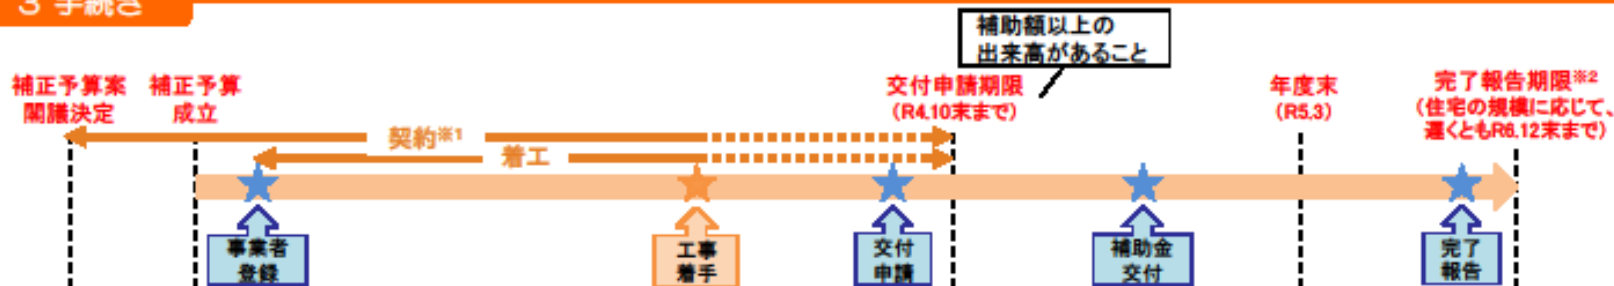 3 手続き
補助額以上の
出来高があること
補正予算案
閣議決定
補正予算
成立
交付申請期限
(R4.10末まで)
年度末
(R5.3)
完了報告期限※2
(住宅の規模に応じて、
遅くともR6.12末まで)
契約※1
着工
事業者
登録
工事
着手
交付
申請
補助金
交付
完了
報告